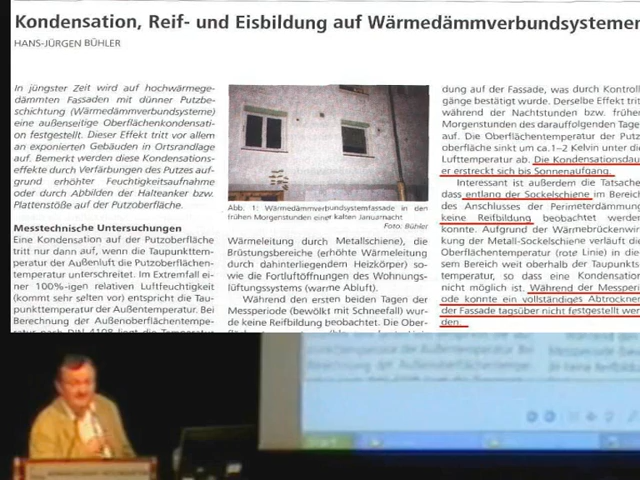 Kondensation, Reif- und Eisbildung auf Wärmedämmverbundsystemen
HANS-JÜRGEN BÜHLER
In jüngster Zeit wird auf hochwärmege-
dämmten Fassaden mit dünner Putzbe-
schichtung (Wärmedämmverbundsysteme)
eine außenseitige Oberflächenkondensati-
on festgestellt. Dieser Effekt tritt vor allem
an exponierten Gebäuden in Ortsrandlage
auf. Bemerkt werden diese Kondensations-
effekte durch Verfärbungen des Putzes auf-
grund erhöhter Feuchtigkeitsaufnahme
oder durch Abbilden der Halteanker bzw.
Plattenstöße auf der Putzoberfläche.
Messtechnische Untersuchungen
Eine Kondensation auf der Putzoberfläche
tritt nur dann auf, wenn die Taupunkttem-
peratur der Außenluft die Putzoberflächen-
temperatur unterschreitet. Im Extremfall ei-
ner 100%-igen relativen Luftfeuchtigkeit
(kommt sehr selten vor) entspricht die Tau-
punkttemperatur der Außentemperatur. Bei
Berechnung der Außenoberflächentempe-
ratur nach DIN 4108 liegt die Temperatur
Abb. 1: Wärmedämmverbundsystemfassade in den
frühen Morgenstunden einer kalten Januarnacht
Foto: Bühler
Wärmeleitung durch Metallschiene), die
Brüstungsbereiche (erhöhte Wärmeleitung
durch dahinterliegendem Heizkörper) so-
wie die Fortluftöffnungen des Wohnungs-
lüftungssystems (warme Abluft).
Während den ersten beiden Tagen der
Messperiode (bewölkt mit Schneefall) wur-
de keine Reifbildung beobachtet. Die Ober-
dung auf der Fassade, was durch Kontroll
gänge bestätigt wurde. Derselbe Effekt trit
während der Nachtstunden bzw. früher
Morgenstunden des darauffolgenden Tage
auf. Die Oberflächentemperatur der Putz
oberfläche sinkt um ca.1–2 Kelvin unter die
Lufttemperatur ab. Die Kondensationsdau
er erstreckt sich bis Sonnenaufgang.
Interessant ist außerdem die Tatsache
dass entlang der Sockelschiene im Bereich
des Anschlusses der Perimeterdämmung
keine Reifbildung beobachtet werde
konnte. Aufgrund der Wärmebrückenwir
kung der Metall-Sockelschiene verläuft di
Oberflächentemperatur (rote Linie) in die
sem Bereich weit oberhalb der Taupunkts
temperatur, so dass eine Kondensation
nicht möglich ist. Während der Messperi
ode konnte ein vollständiges Abtrockne
der Fassade tagsüber nicht festgestellt wer
den.